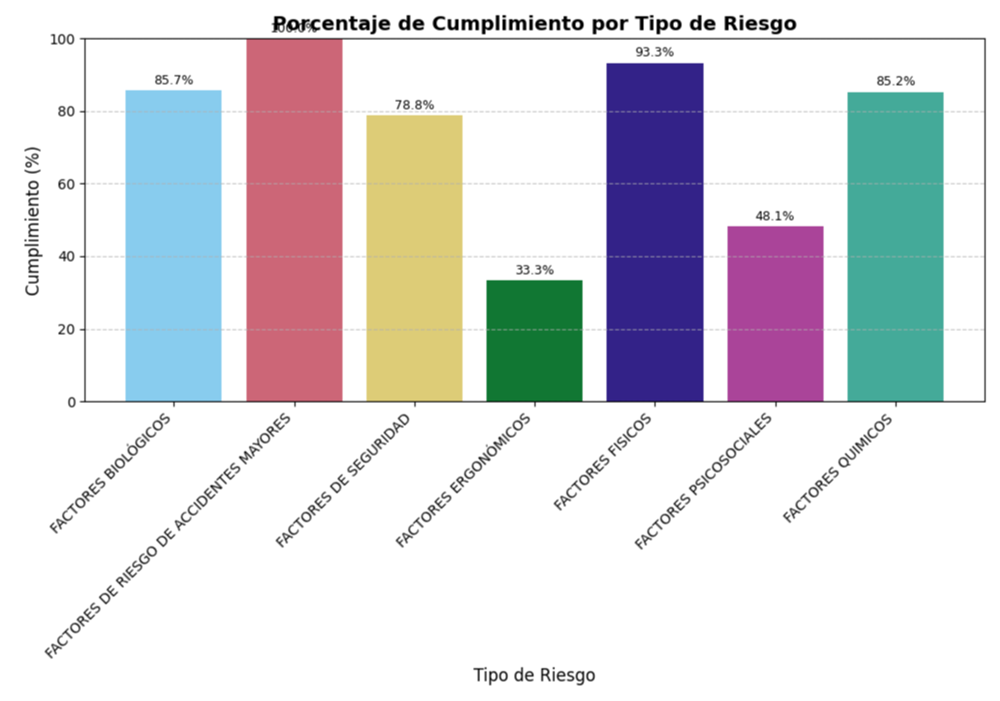 Porcentaje de Cumplimiento por Tipo de Riesgo
100.0%
93.3%
85.7%
85.2%
78.8%
48.1%
33.3%
Cumplimiento (%)
100
80
60
40
20
0
FACTORES BIOLÓGICOS
FACTORES DE RIESGO DE ACCIDENTES MAYORES
FACTORES DE SEGURIDAD
FACTORES ERGONÓMICOS
FACTORES FISICOS
FACTORES PSICOSOCIALES
FACTORES QUIMICOS
Tipo de Riesgo